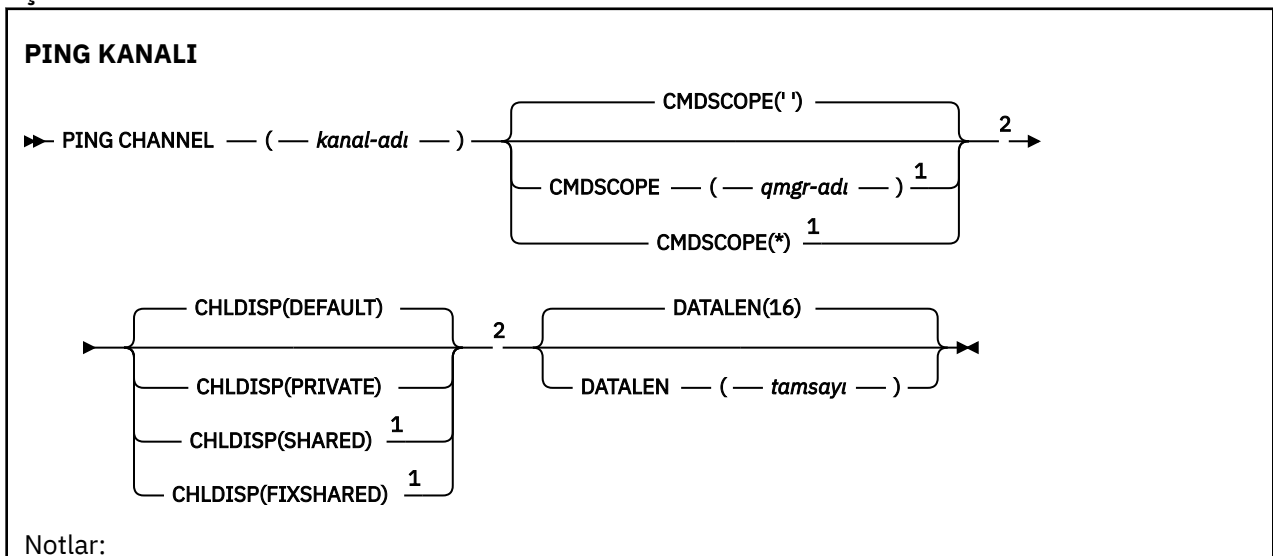 PING KANALI
CMDSCOPE(' ')
PING CHANNEL ( kanal-adı ) 2
CMDSCOPE ( qmgr-adı ) 1
CMDSCOPE(*) 1
CHLDISP(DEFAULT) 2 DATALEN(16)
CHLDISP(PRIVATE) DATALEN ( tamsayı )
CHLDISP(SHARED) 1
CHLDISP(FIXSHARED) 1
Notlar: